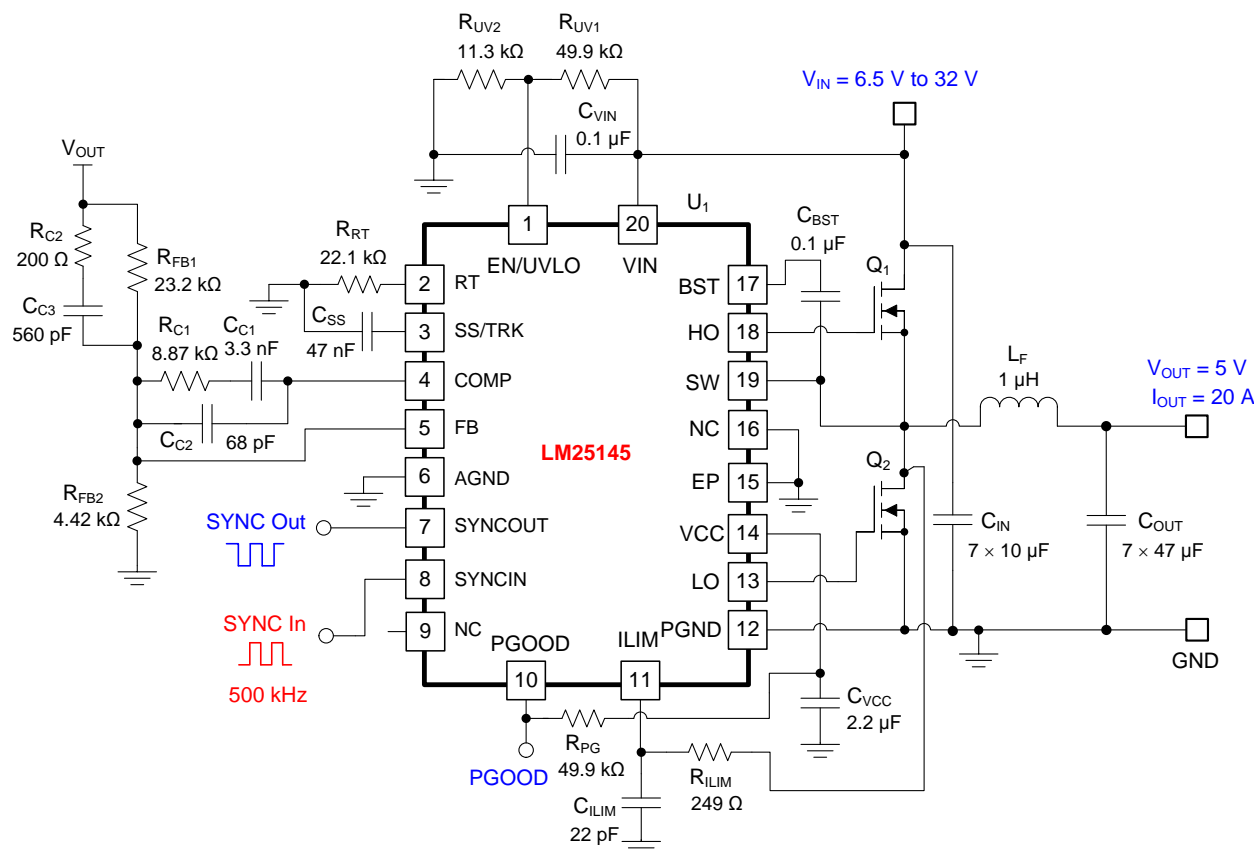 R_UV2
11.3 kΩ
R_UV1
49.9 kΩ
C_VIN
0.1 µF
V_IN = 6.5 V to 32 V
V_OUT
R_C2
200 Ω
R_FB1
23.2 kΩ
C_C3
560 pF
R_C1
8.87 kΩ
C_C1
3.3 nF
C_C2
68 pF
R_FB2
4.42 kΩ
R_RT
22.1 kΩ
C_SS
47 nF
U_1
1
EN/UVLO
20
VIN
2
RT
3
SS/TRK
4
COMP
5
FB
6
AGND
7
SYNCOUT
8
SYNCIN
9
NC
LM25145
BST
17
HO
18
SW
19
NC
16
EP
15
VCC
14
LO
13
PGND
12
PGOOD
10
ILIM
11
SYNC Out
SYNC In
500 kHz
C_BST
0.1 µF
Q_1
Q_2
L_F
1 µH
V_OUT = 5 V
I_OUT = 20 A
C_IN
7 × 10 µF
C_OUT
7 × 47 µF
GND
C_VCC
2.2 µF
R_PG
49.9 kΩ
PGOOD
R_ILIM
249 Ω
C_ILIM
22 pF